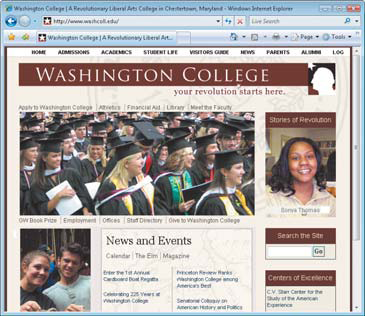 Washington College | A Revolutionary Liberal Arts College in Chestertown, Maryland - Windows Internet Explorer
http://www.washcoll.edu/
Live Search
Washington College | A Revolutionary Liberal Art...
Page
Tools
HOME ADMISSIONS ACADEMICS STUDENT LIFE VISITORS GUIDE NEWS PARENTS ALUMNI LOG
WASHINGTON COLLEGE
your revolution starts here.
Apply to Washington College | Athletics | Financial Aid | Library | Meet the Faculty
Stories of Revolution
Sonya Thomas
GW Book Prize | Employment | Offices | Staff Directory | Give to Washington College
News and Events
Calendar | The Elm | Magazine
Enter the 1st Annual
Cardboard Boat Regatta
Celebrating 225 Years at
Washington College
Princeton Review Ranks
Washington College among
America's Best
Senatorial Colloquy on
American History and Politics
Search the Site
Go
Centers of Excellence
C.V. Starr Center for the
Study of the American
Experience